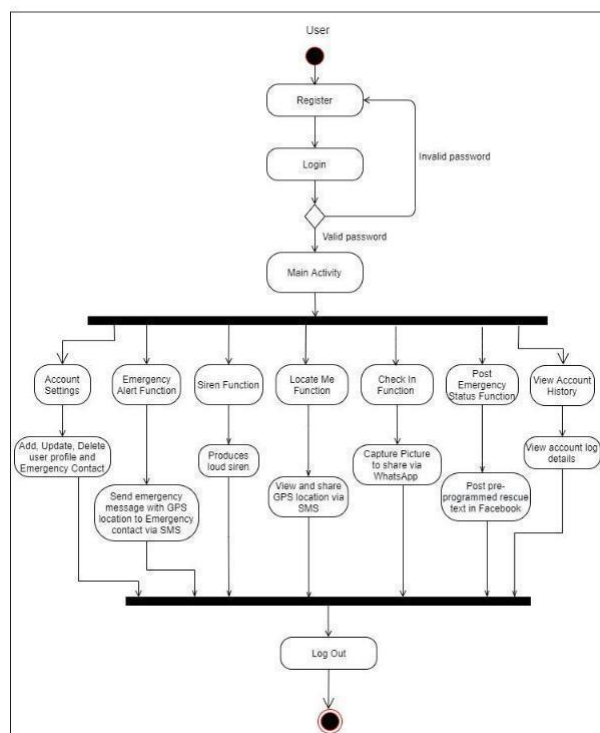 User
Register
Login
Invalid password
Valid password
Main Activity
Account
Settings
Emergency
Alert Function
Siren Function
Locate Me
Function
Check In
Function
Post
Emergency
Status Function
View Account
History
Add, Update, Delete
user profile and
Emergency Contact
Send emergency
message with GPS
location to Emergency
contact via SMS
Produces
loud siren
View and share
GPS location via
SMS
Capture Picture
to share via
WhatsApp
Post pre-
programmed rescue
text in Facebook
View account log
details
Log Out